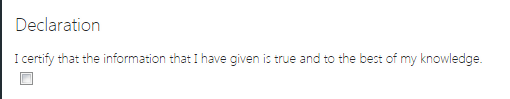 Declaration
I certify that the information that I have given is true and to the best of my knowledge.